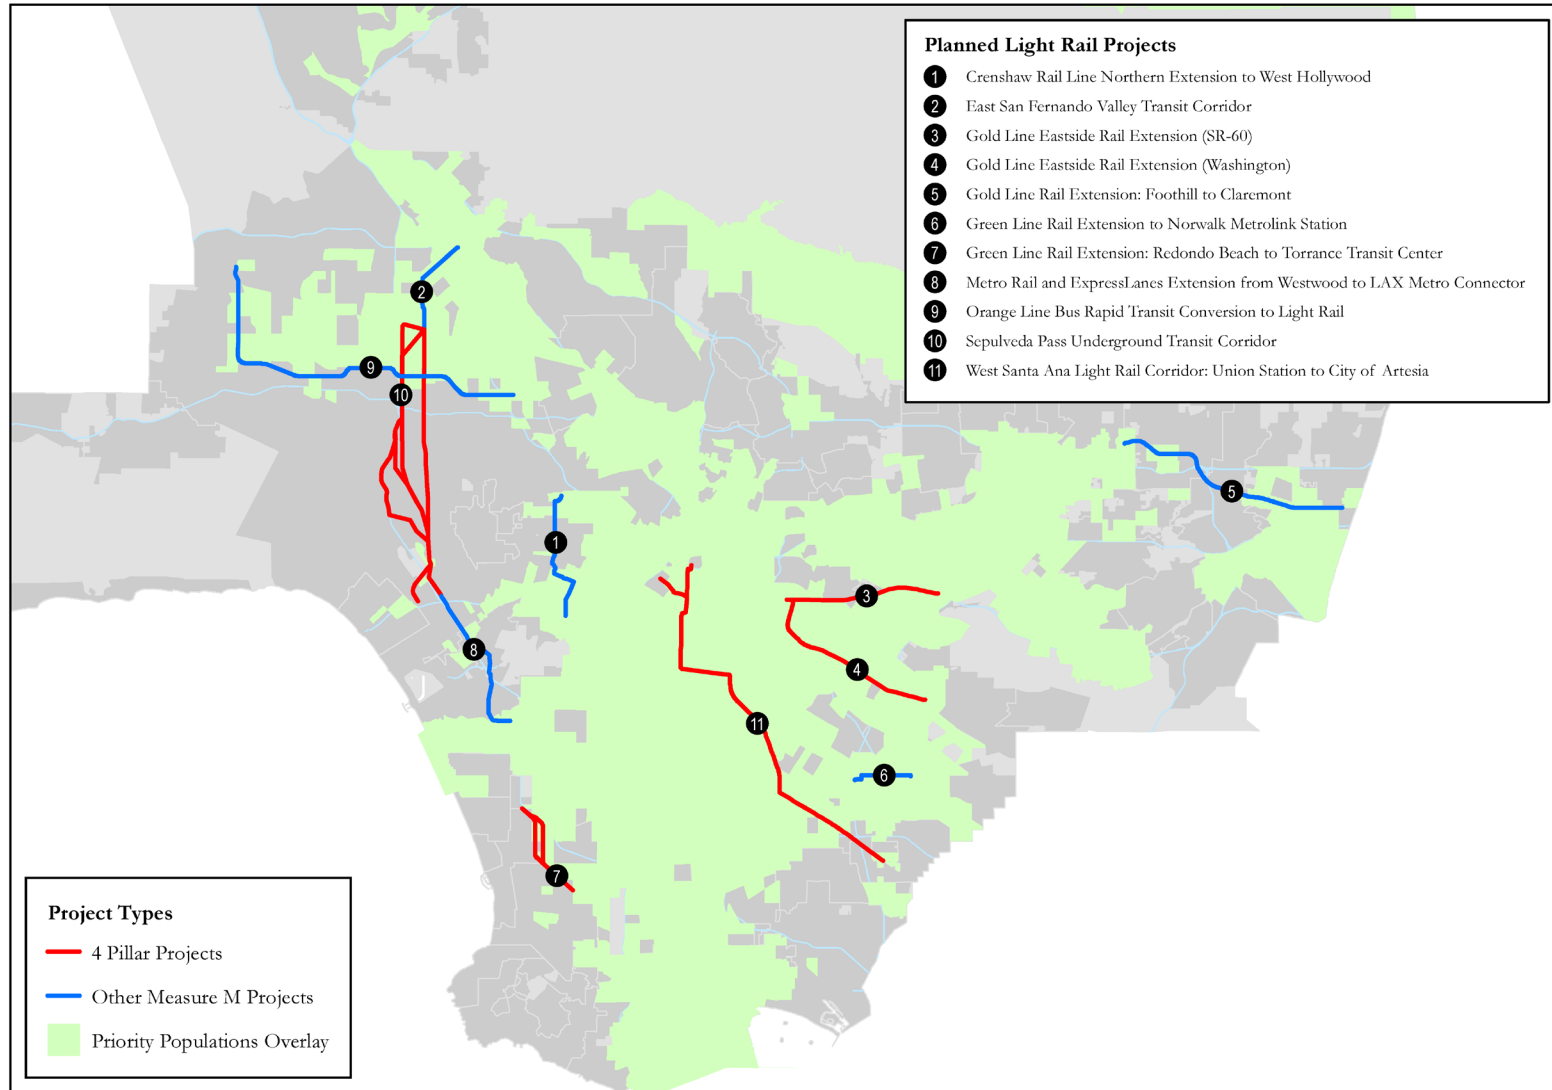 Planned Light Rail Projects
1 Crenshaw Rail Line Northern Extension to West Hollywood
2 East San Fernando Valley Transit Corridor
3 Gold Line Eastside Rail Extension (SR-60)
4 Gold Line Eastside Rail Extension (Washington)
5 Gold Line Rail Extension: Foothill to Claremont
6 Green Line Rail Extension to Norwalk Metrolink Station
7 Green Line Rail Extension: Redondo Beach to Torrance Transit Center
8 Metro Rail and ExpressLanes Extension from Westwood to LAX Metro Connector
9 Orange Line Bus Rapid Transit Conversion to Light Rail
10 Sepulveda Pass Underground Transit Corridor
11 West Santa Ana Light Rail Corridor: Union Station to City of Artesia
2
9
10
5
1
3
8
4
11
6
7
Project Types
4 Pillar Projects
Other Measure M Projects
Priority Populations Overlay